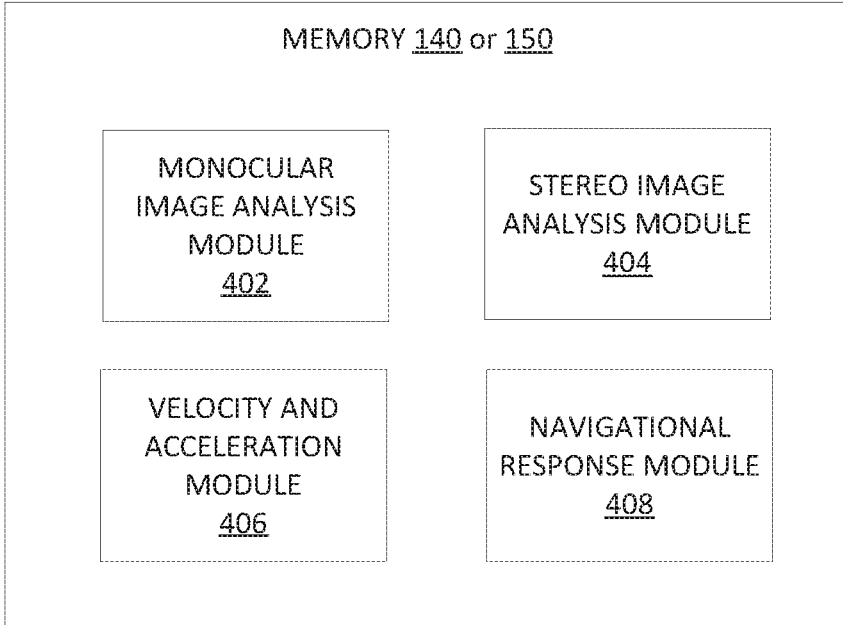 MEMORY 140 or 150
MONOCULAR
IMAGE ANALYSIS
MODULE
402
STEREO IMAGE
ANALYSIS MODULE
404
VELOCITY AND
ACCELERATION
MODULE
406
NAVIGATIONAL
RESPONSE MODULE
408